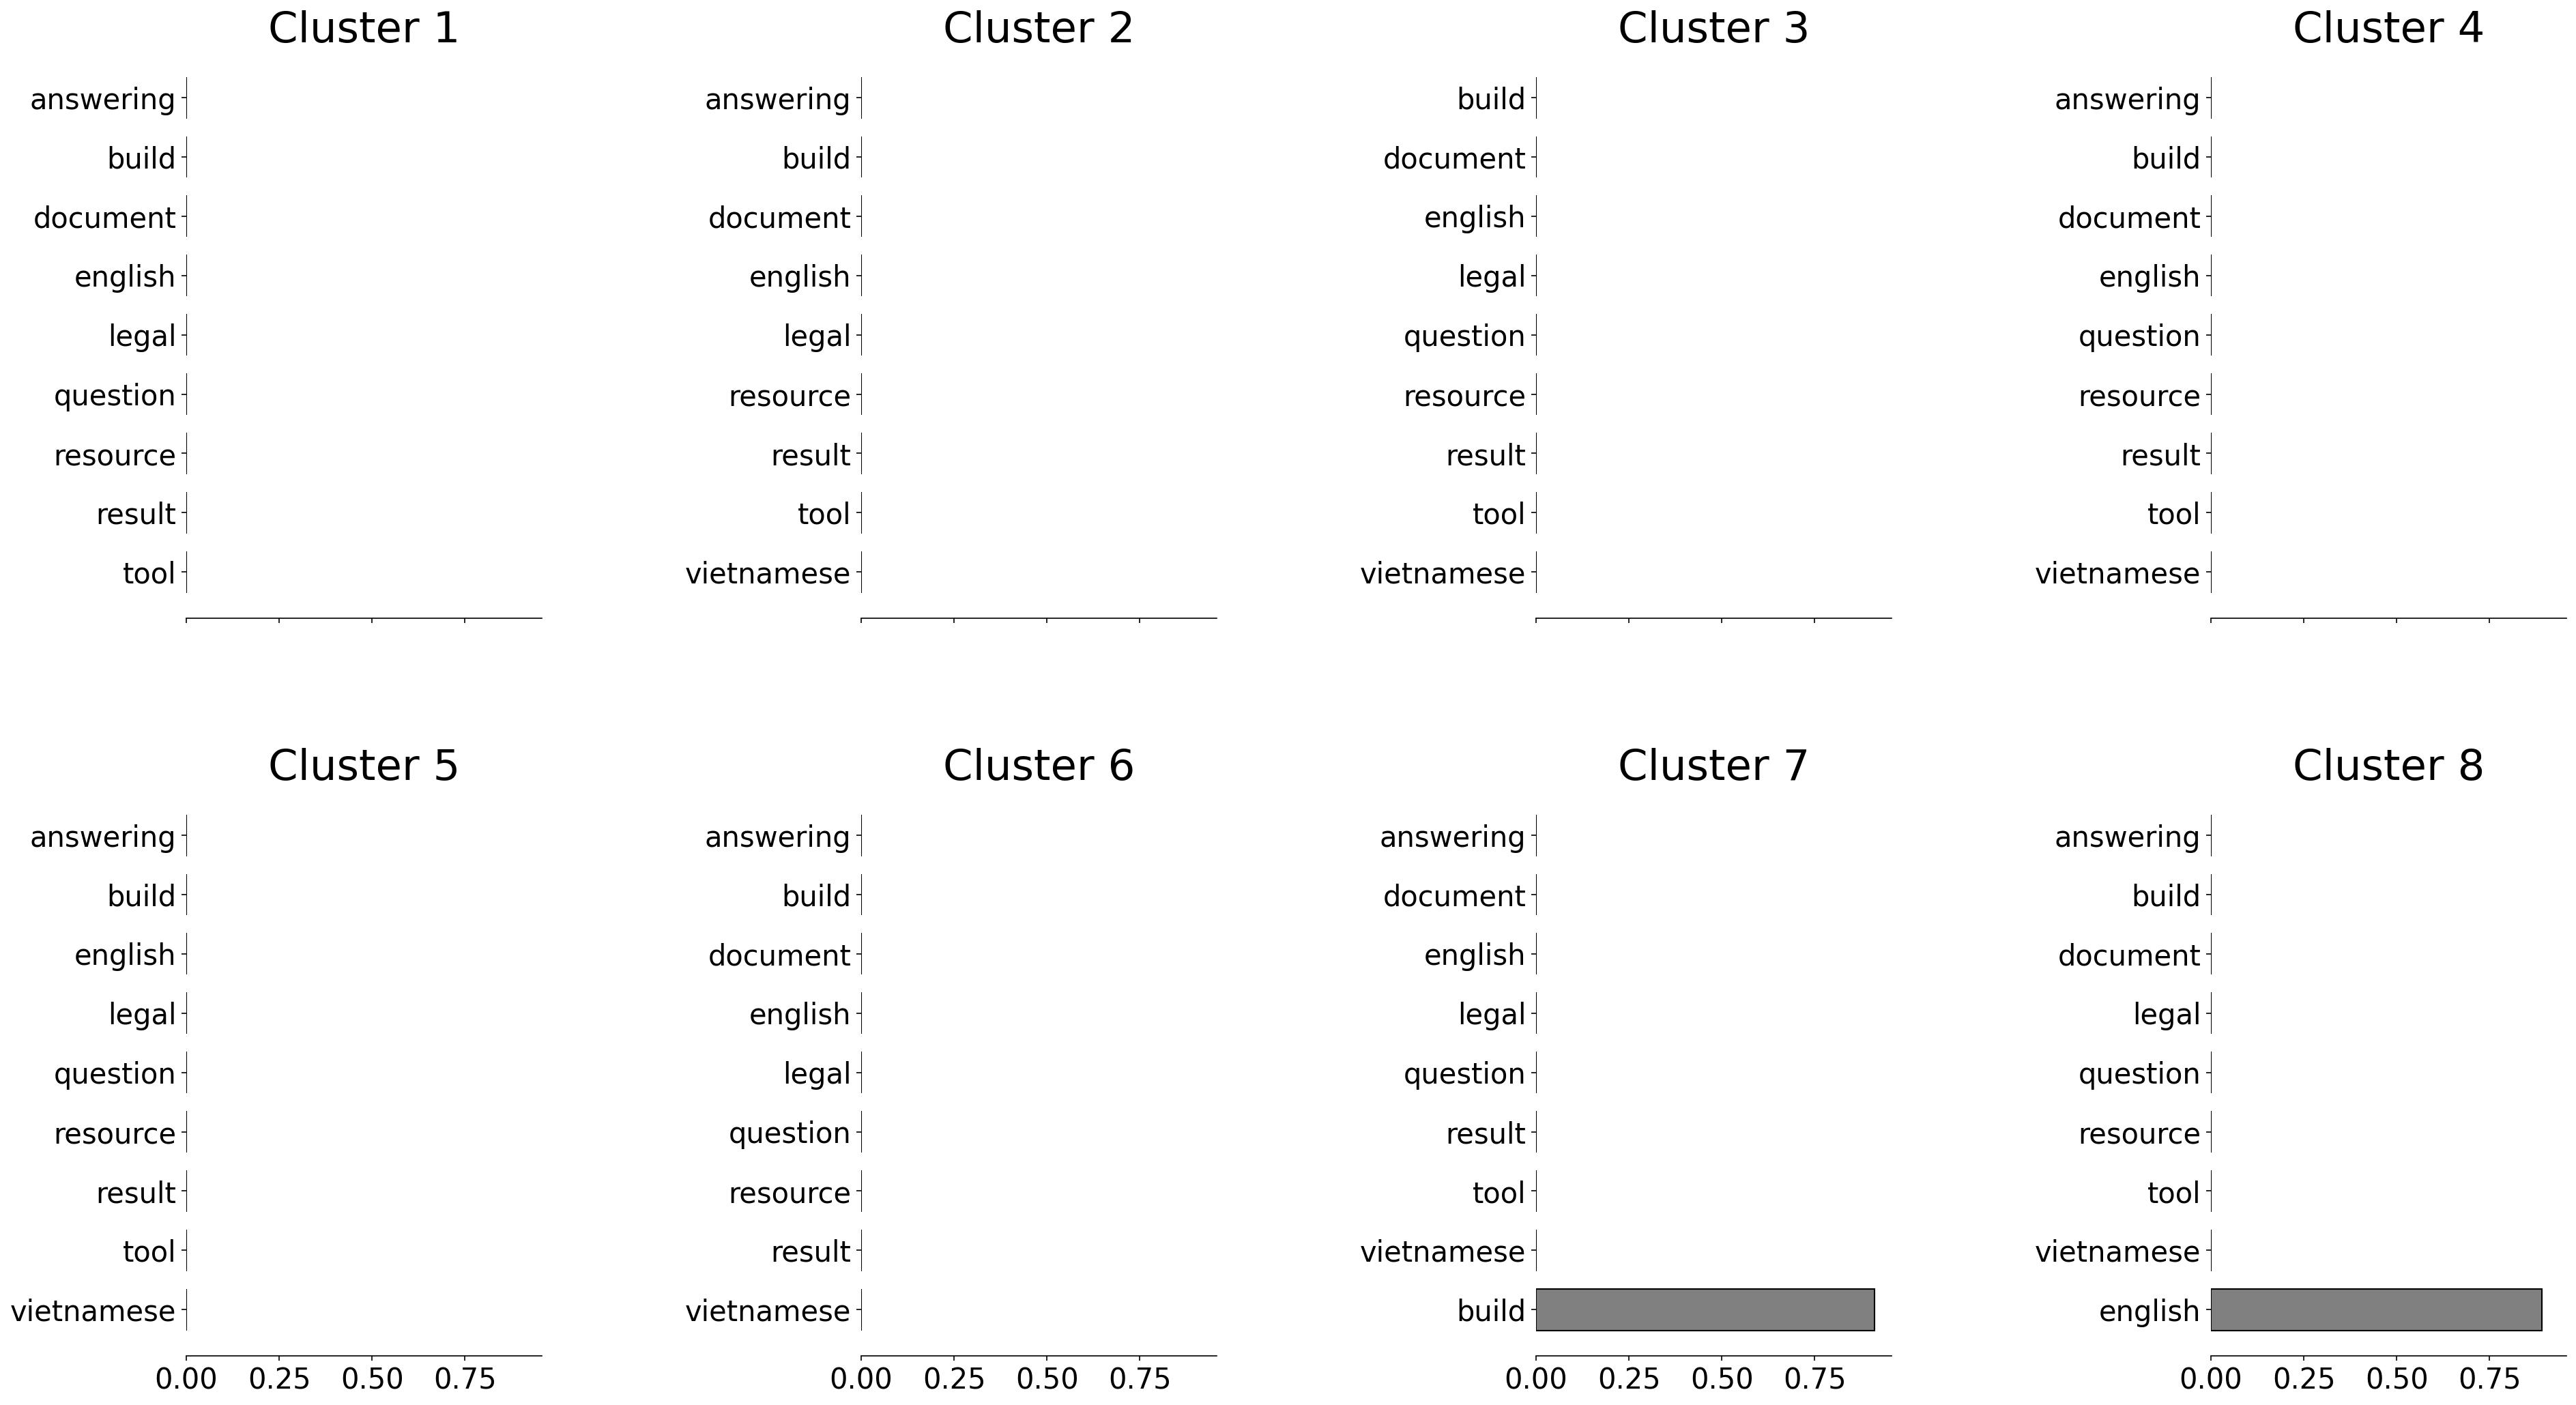 Cluster 1
answering
build
document
english
legal
question
resource
result
tool
Cluster 2
answering
build
document
english
legal
resource
result
tool
vietnamese
Cluster 3
build
document
english
legal
question
resource
result
tool
vietnamese
Cluster 4
answering
build
document
english
question
resource
result
tool
vietnamese
Cluster 5
answering
build
english
legal
question
resource
result
tool
vietnamese
0.00 0.25 0.50 0.75
Cluster 6
answering
build
document
english
legal
question
resource
result
vietnamese
0.00 0.25 0.50 0.75
Cluster 7
answering
document
english
legal
question
result
tool
vietnamese
build
0.00 0.25 0.50 0.75
Cluster 8
answering
build
document
legal
question
resource
tool
vietnamese
english
0.00 0.25 0.50 0.75